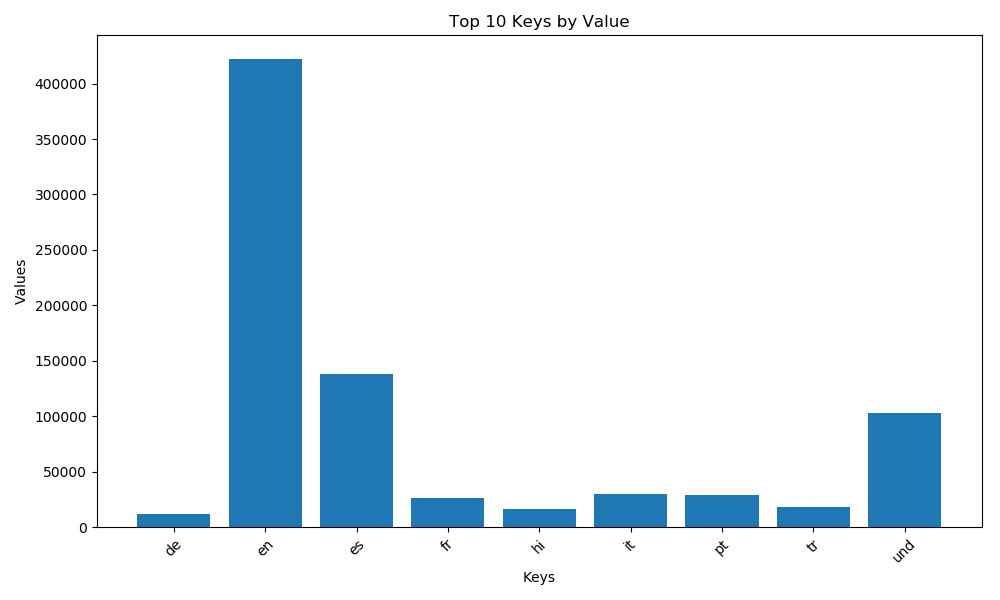 Top 10 Keys by Value
Values
400000
350000
300000
250000
200000
150000
100000
50000
0
de
en
es
fr
hi
it
pt
tr
und
Keys